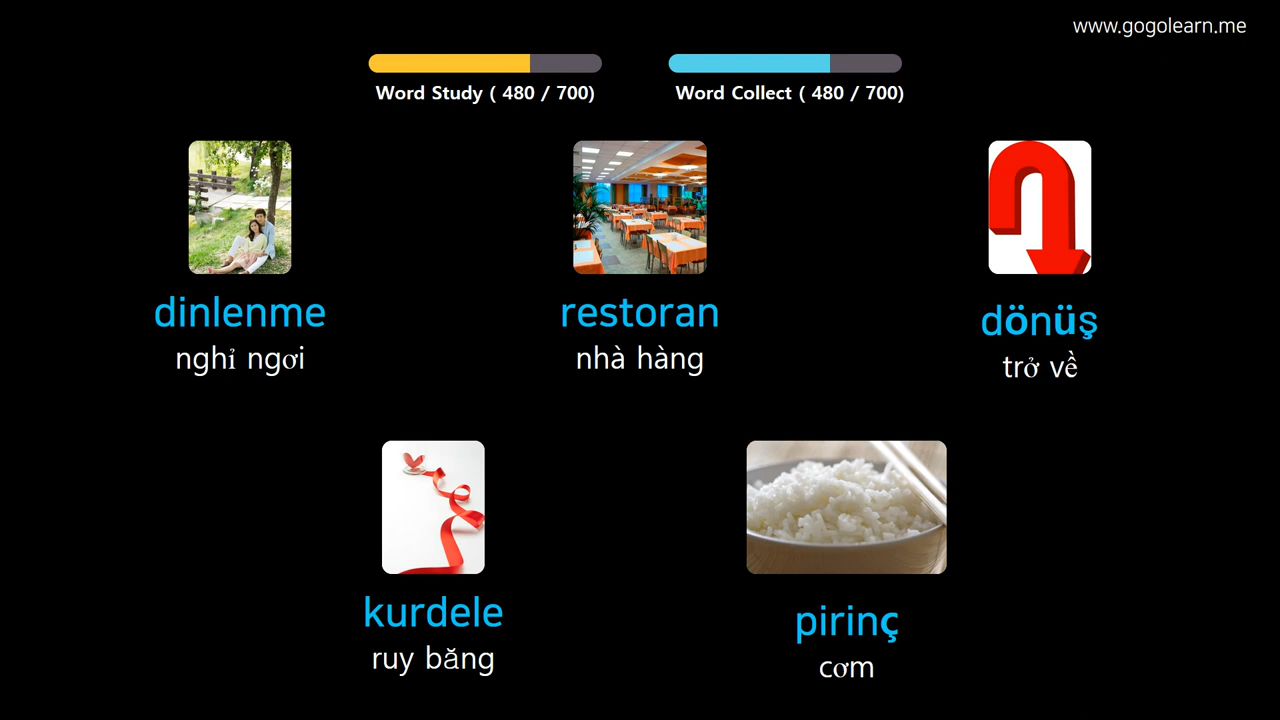 www.gogolearn.me
Word Study ( 480 / 700)
Word Collect ( 480 / 700)
dinlenme
nghỉ ngơi
restoran
nhà hàng
dönüş
trở về
kurdele
ruy băng
pirinç
cơm